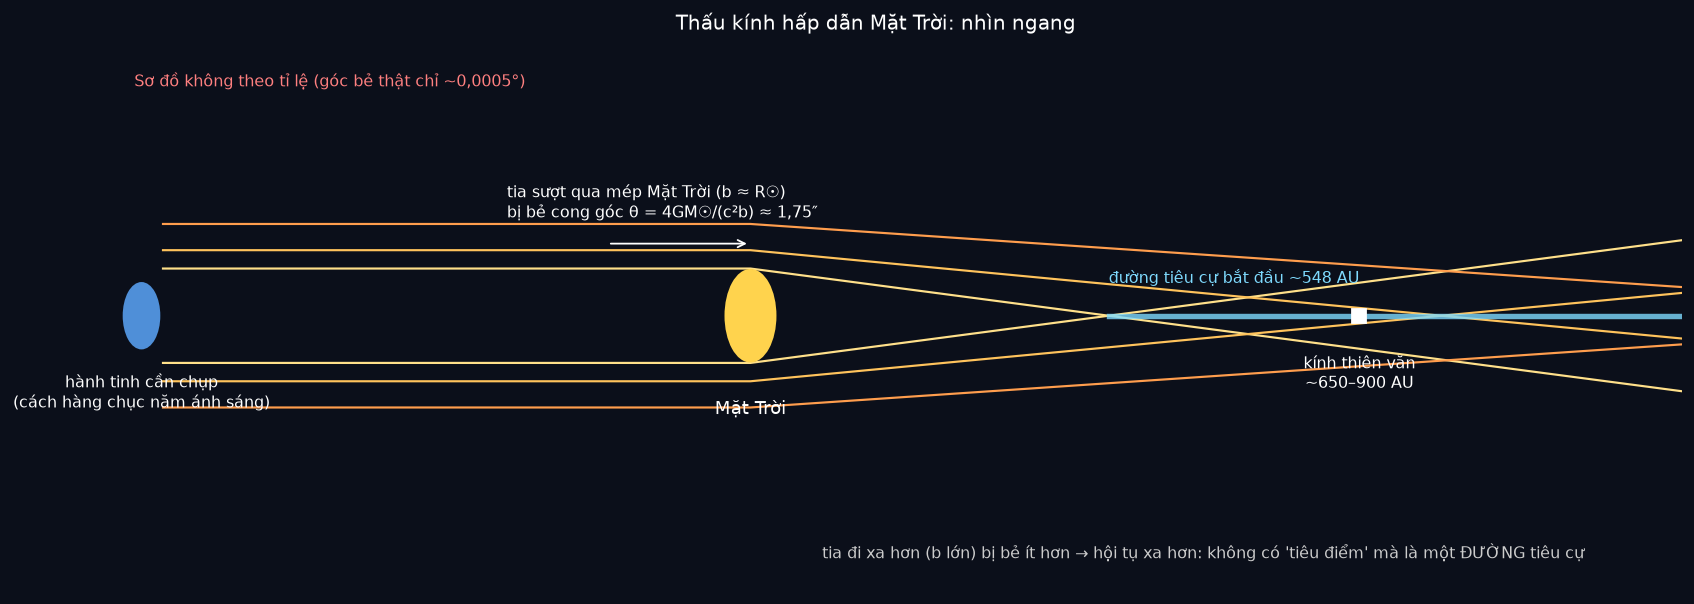 Thấu kính hấp dẫn Mặt Trời: nhìn ngang
Sơ đồ không theo tỉ lệ (góc bẻ thật chỉ ~0,0005°)
tia sượt qua mép Mặt Trời (b ≈ R☉)
bị bẻ cong góc θ = 4GM☉/(c²b) ≈ 1,75″
đường tiêu cự bắt đầu ~548 AU
kính thiên văn
~650–900 AU
hành tinh cần chụp
(cách hàng chục năm ánh sáng)
Mặt Trời
tia đi xa hơn (b lớn) bị bẻ ít hơn → hội tụ xa hơn: không có 'tiêu điểm' mà là một ĐƯỜNG tiêu cự